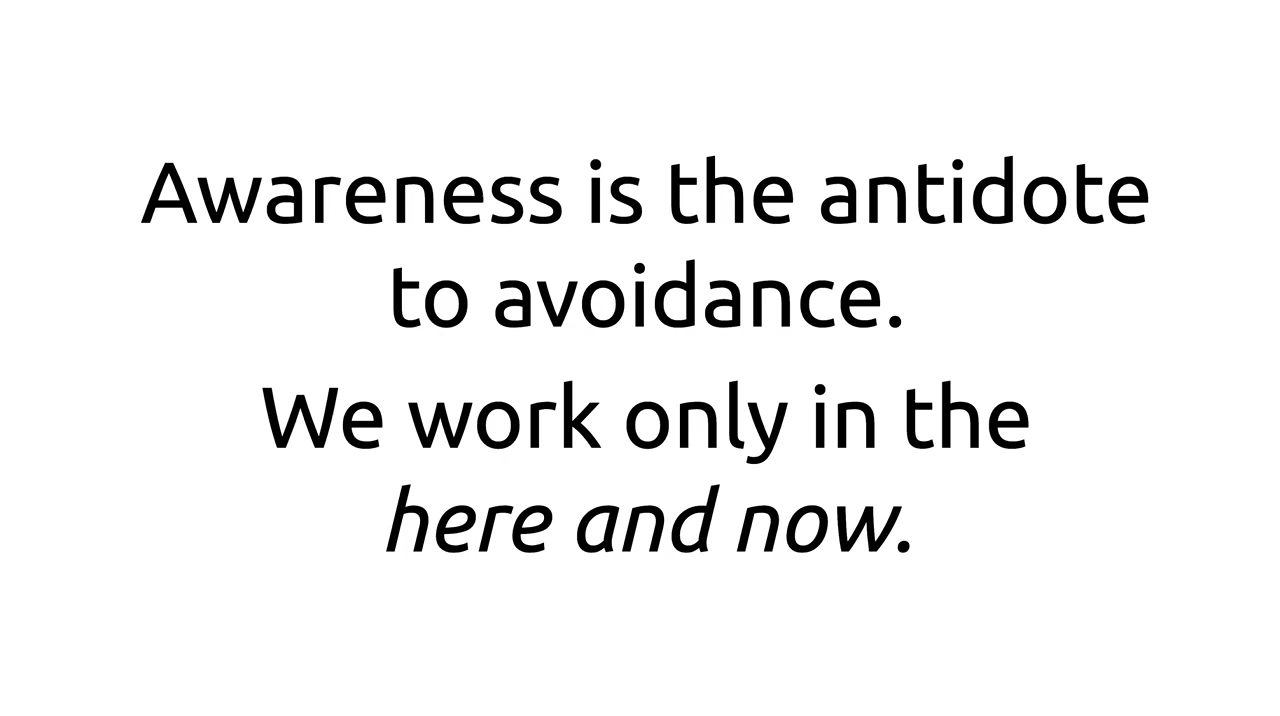 Awareness is the antidote
to avoidance.
We work only in the
here and now.